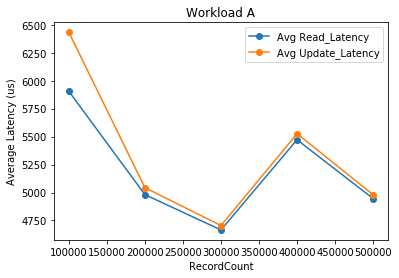 Workload A
Avg Read_Latency
Avg Update_Latency
Average Latency (us)
6500
6250
6000
5750
5500
5250
5000
4750
100000 150000 200000 250000 300000 350000 400000 450000 500000
RecordCount